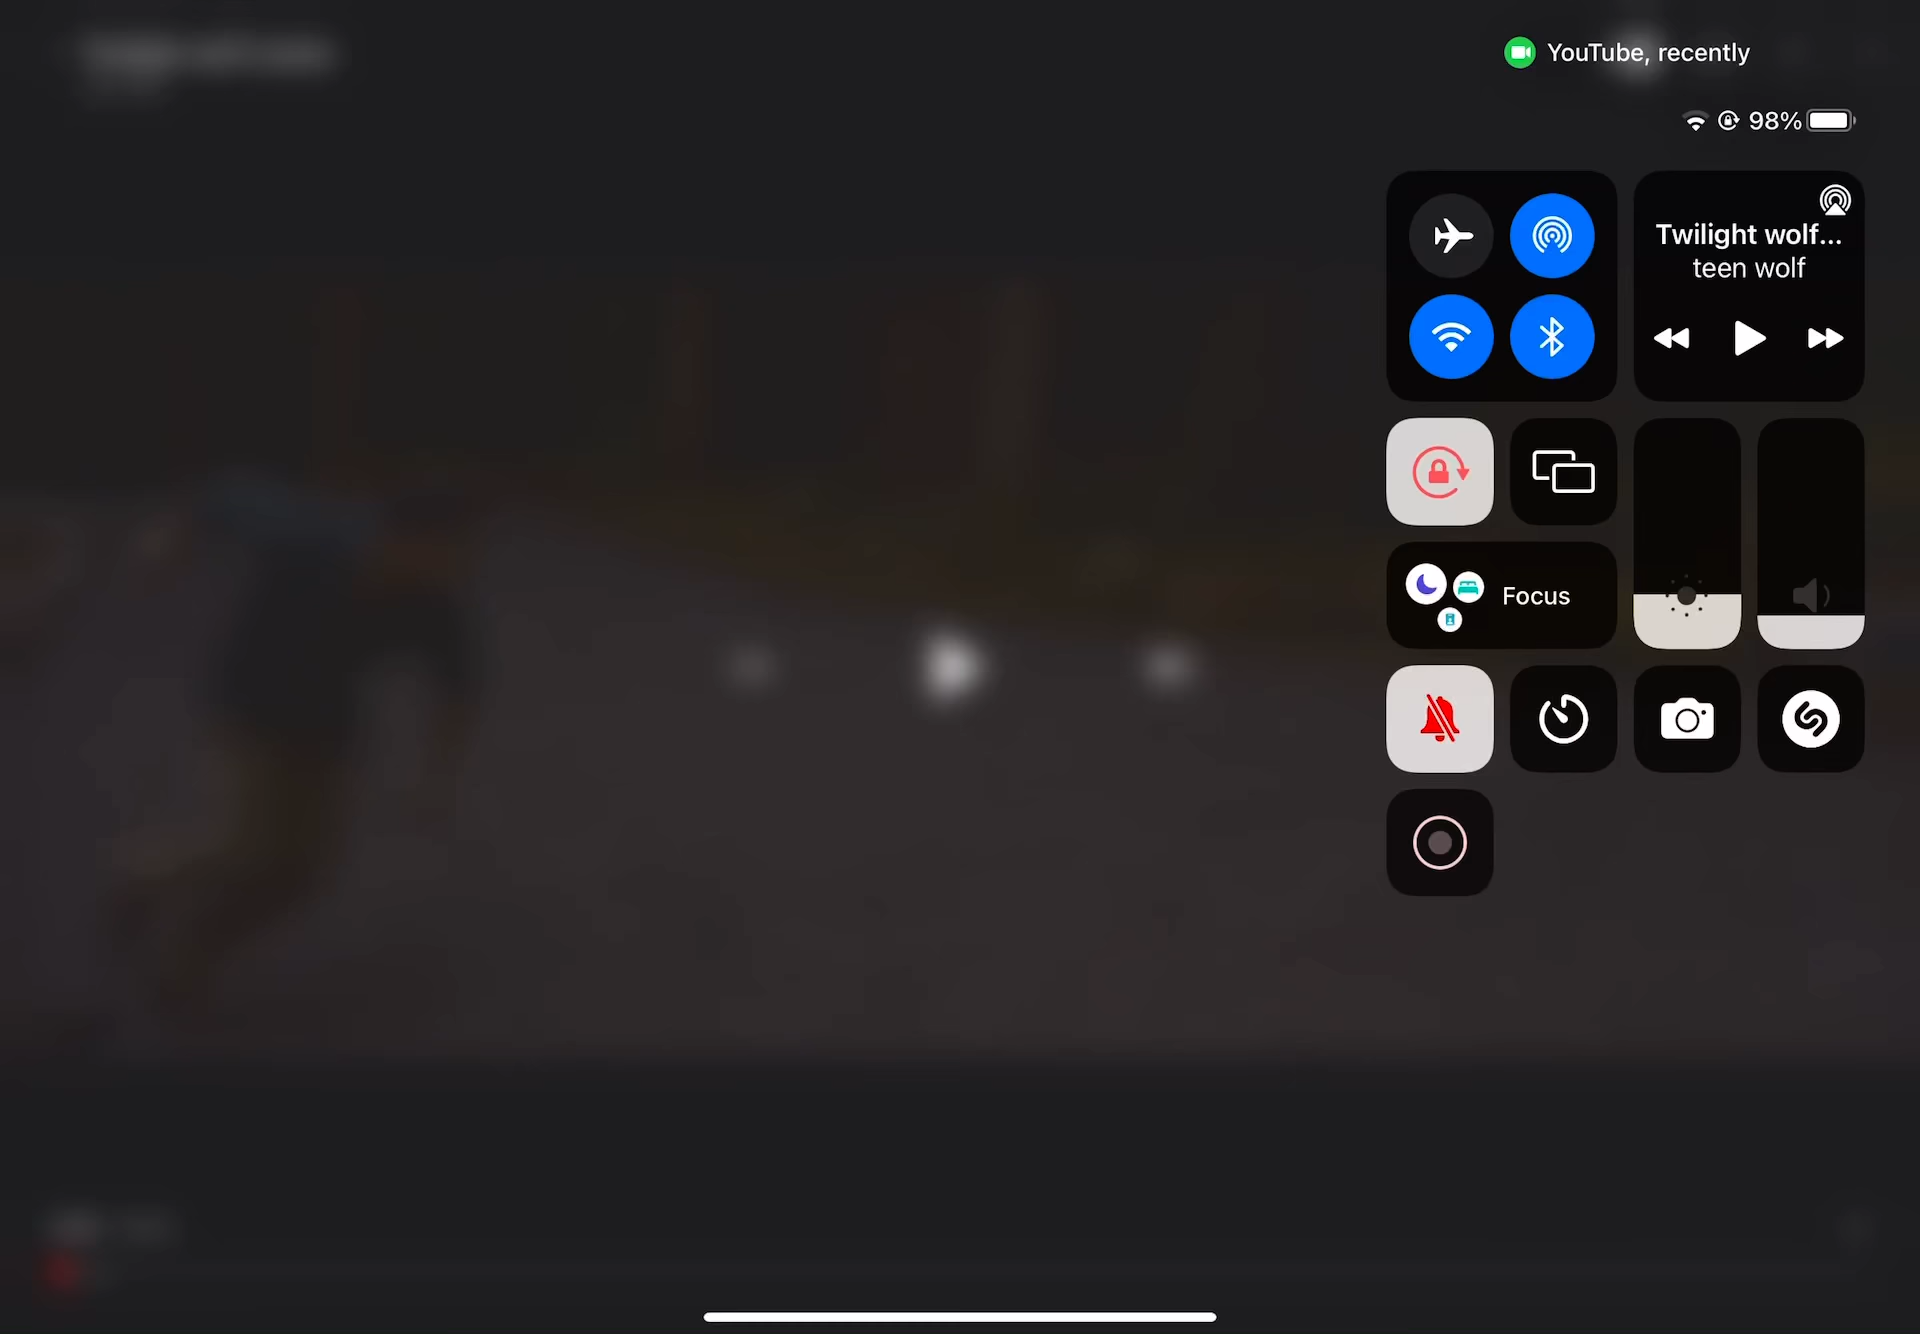 YouTube, recently
98%
Twilight wolf...
teen wolf
Focus